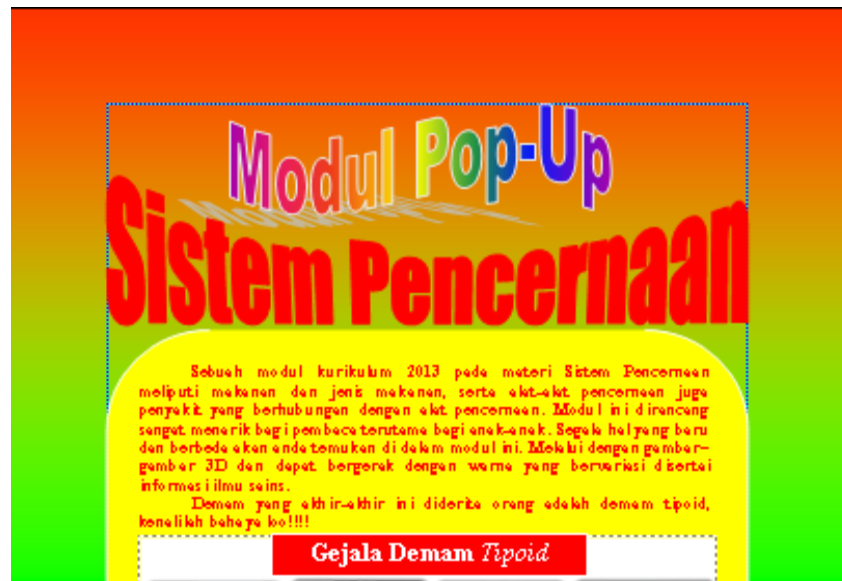 Modul Pop-Up
Sistem Pencernaan
Sebuah modul kurikulum 2013 pada materi Sistem Pencernaan
meliputi makanan dan jenis makanan, serta alat-alat pencernaan juga
penyakit yang berhubungan dengan alat pencernaan. Modul ini dirancang
sangat menarik bagi pembaca terutama bagi anak-anak. Segala hal yang baru
dan berbeda akan anda temukan di dalam modul ini. Melalui dengan gambar-
gambar 3D dan dapat bergerak dengan warna yang bervariasi disertai
informasi ilmu sains.
Demam yang akhir-akhir ini diderita orang adalah demam tipoid,
kenalilah bahaya loo!!!!
Gejala Demam Tipoid